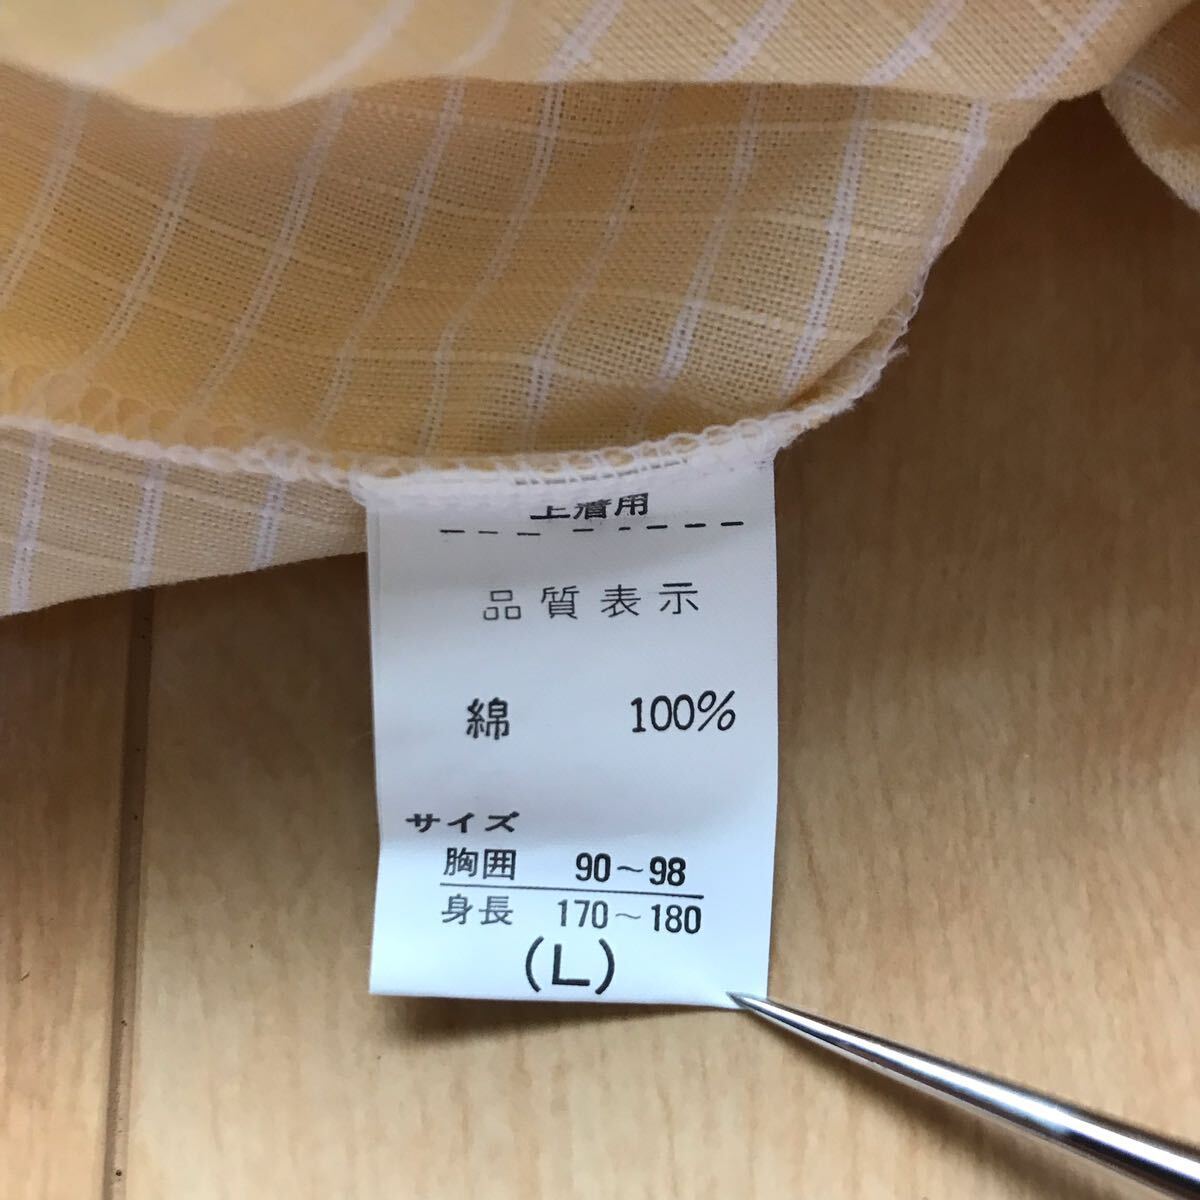 上着用
品質表示
綿 100%
サイズ
胸囲 90～98
身長 170～180
(L)